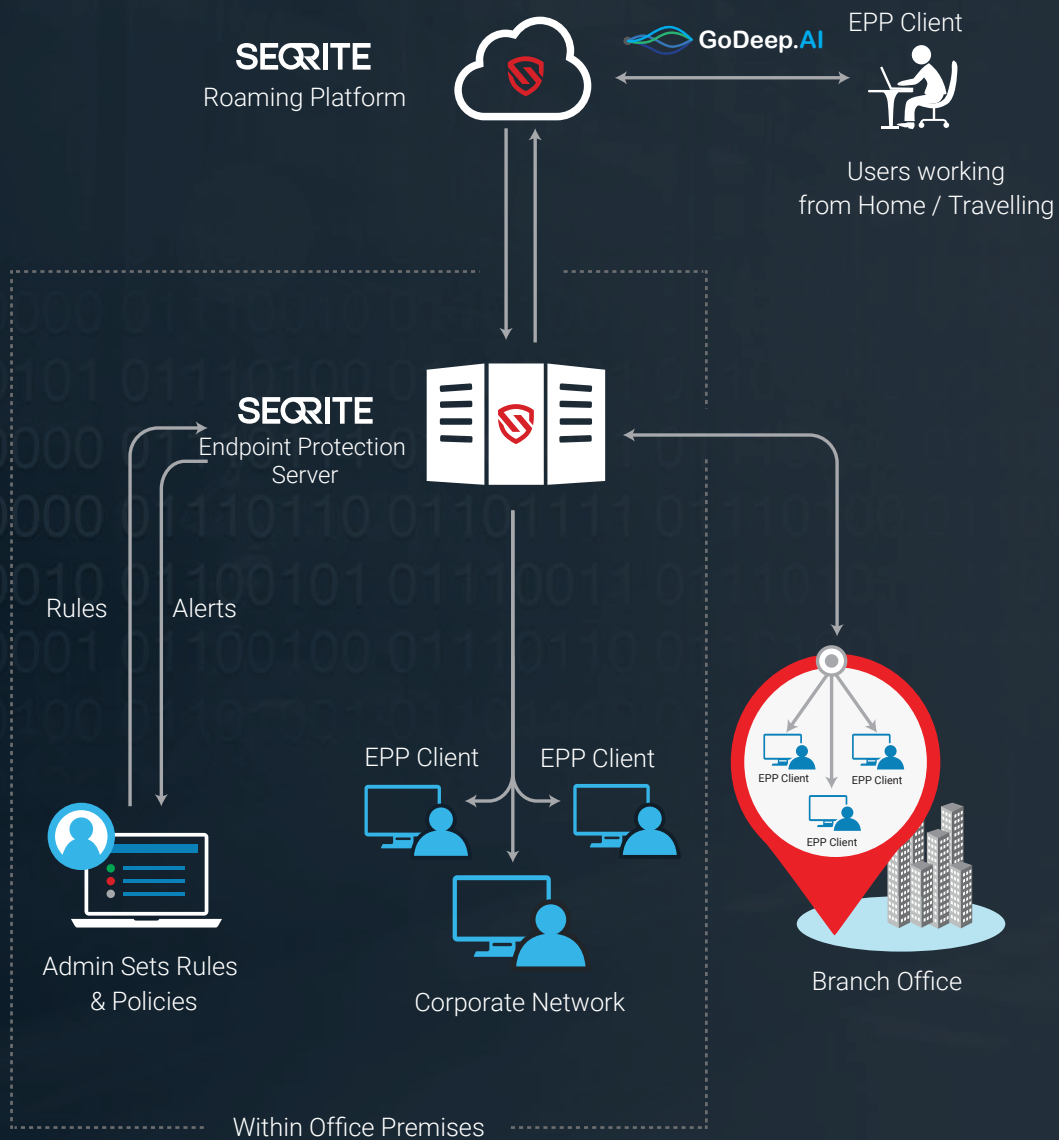 SEQRITE
Roaming Platform
GoDeep.AI
EPP Client
Users working
from Home / Travelling
SEQRITE
Endpoint Protection
Server
Rules
Alerts
EPP Client
EPP Client
EPP Client
EPP Client
EPP Client
Admin Sets Rules
& Policies
Corporate Network
Branch Office
Within Office Premises